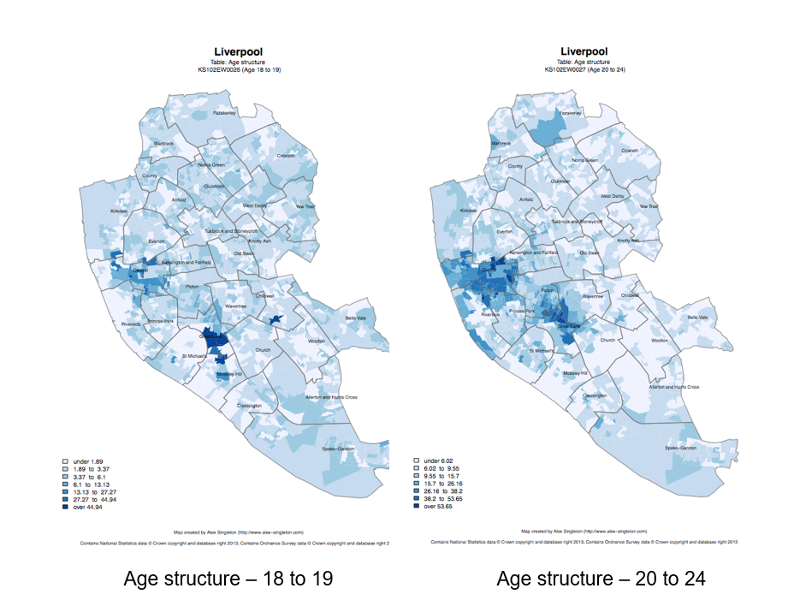 Liverpool
Table: Age structure
KS102EW0026 (Age 18 to 19)
Fazakerley
Warbreck
Croxteth
Norris Green
County
Clubmoor
Anfield
West Derby
Yew Tree
Kirkdale
Tuebrook and Stoneycroft
Everton
Knotty Ash
Old Swan
Kensington and Fairfield
Central
Picton
Childwall
Wavertree
Belle Vale
Riverside
Princes Park
Woolton
Church
St Michael's
Mossley Hill
Allerton and Hunts Cross
Cressington
Speke-Garston
under 1.89
1.89 to 3.37
3.37 to 6.1
6.1 to 13.13
13.13 to 27.27
27.27 to 44.94
over 44.94
Map created by Alex Singleton (http://www.alex-singleton.com)
Contains National Statistics data © Crown copyright and database right 2013; Contains Ordnance Survey data © Crown copyright and database right 2
Age structure – 18 to 19
Liverpool
Table: Age structure
KS102EW0027 (Age 20 to 24)
Fazakerley
Warbreck
Croxteth
Norris Green
County
Clubmoor
Anfield
West Derby
Yew Tree
Kirkdale
Tuebrook and Stoneycroft
Everton
Knotty Ash
Kensington and Fairfield
Old Swan
Picton
Wavertree
Childwall
Riverside
Princes Park
Belle Vale
Greenbank
Church
Woolton
St Michael's
Mossley Hill
Allerton and Hunts Cross
Cressington
Speke-Garston
under 6.02
6.02 to 9.55
9.55 to 15.7
15.7 to 26.16
26.16 to 38.2
38.2 to 53.65
over 53.65
Map created by Alex Singleton (http://www.alex-singleton.com)
Contains National Statistics data © Crown copyright and database right 2013; Contains Ordnance Survey data © Crown copyright and database right 2013
Age structure – 20 to 24